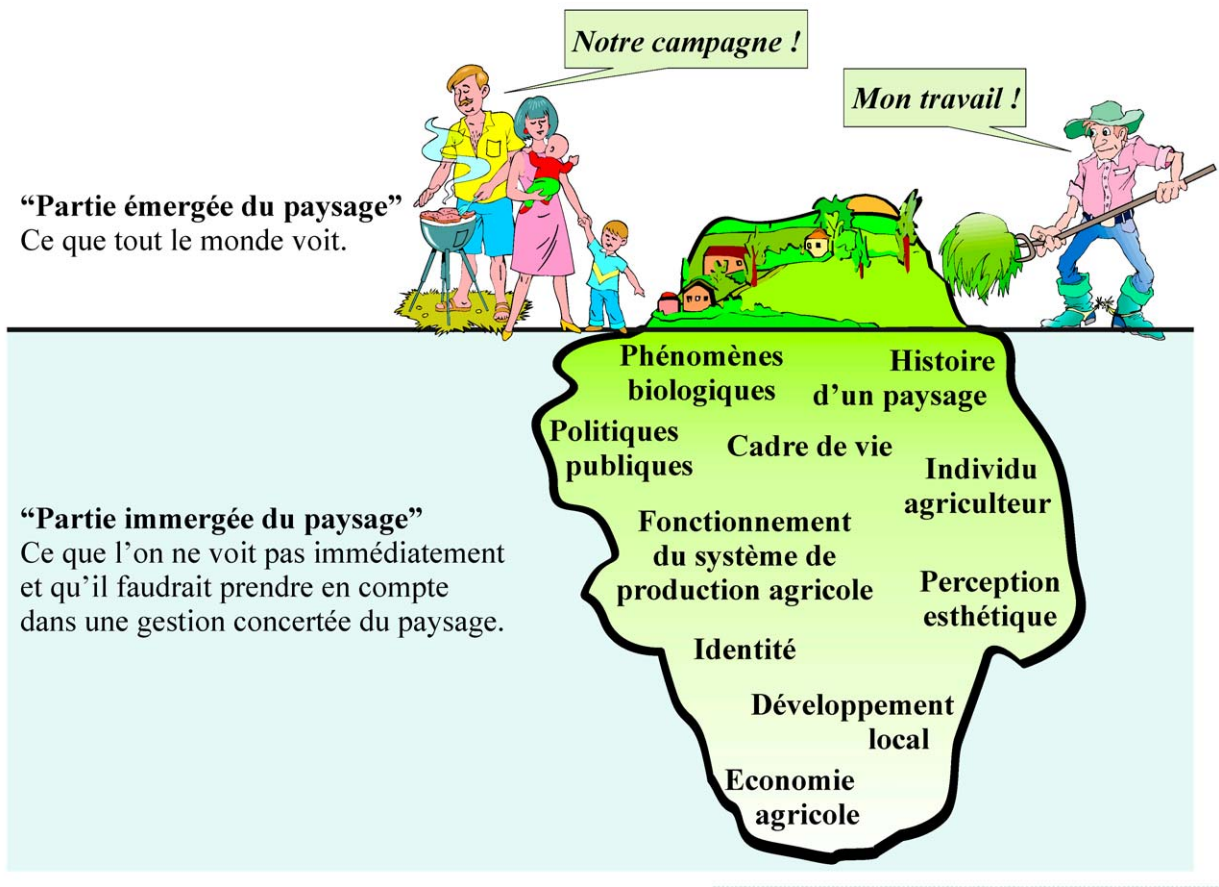 Notre campagne !
Mon travail !
“Partie émergée du paysage”
Ce que tout le monde voit.
Phénomènes
biologiques
Histoire
d’un paysage
Politiques
publiques
Cadre de vie
Individu
agriculteur
“Partie immergée du paysage”
Ce que l’on ne voit pas immédiatement
et qu’il faudrait prendre en compte
dans une gestion concertée du paysage.
Fonctionnement
du système de
production agricole
Perception
esthétique
Identité
Développement
local
Economie
agricole